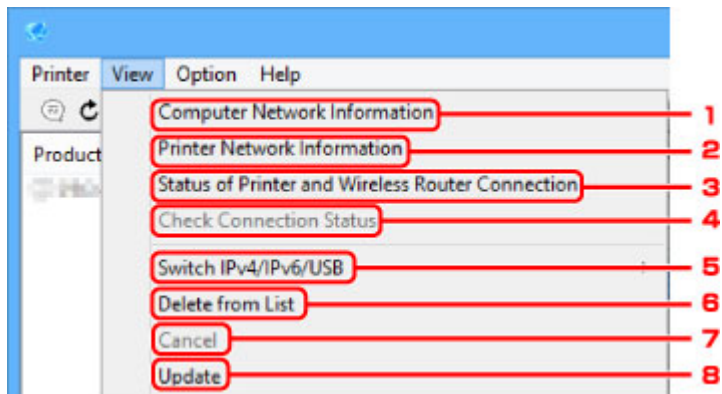 Printer View Option Help
Computer Network Information 1
Product Printer Network Information 2
Status of Printer and Wireless Router Connection 3
Check Connection Status 4
Switch IPv4/IPv6/USB 5
Delete from List 6
Cancel 7
Update 8